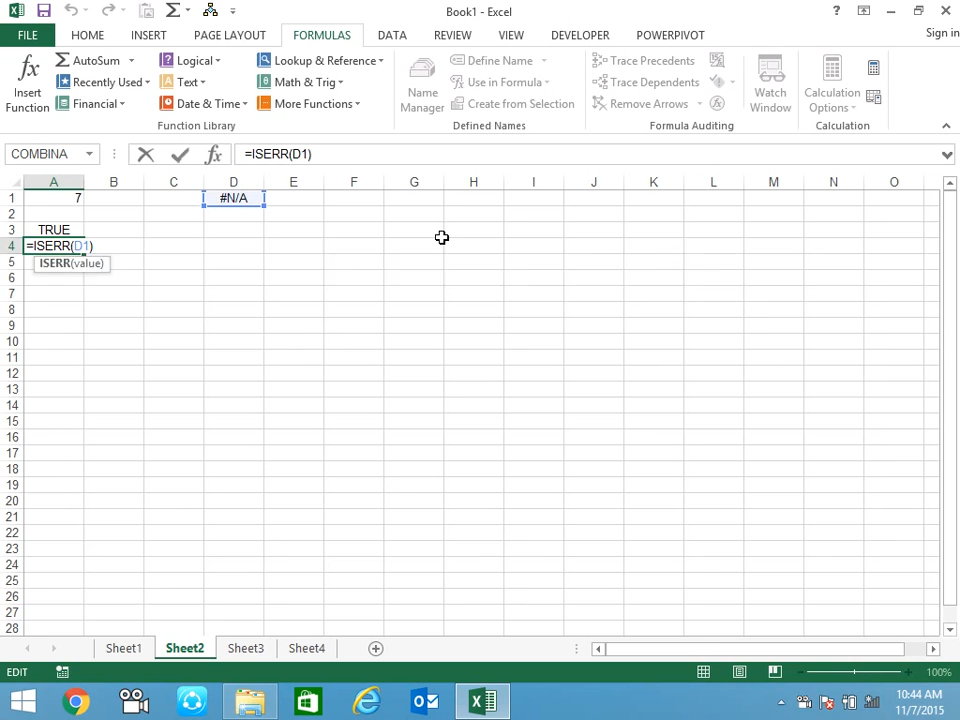 Book1 - Excel
?
FILE HOME INSERT PAGE LAYOUT FORMULAS DATA REVIEW VIEW DEVELOPER POWERPIVOT Sign in
fx Insert Function
Σ AutoSum
Recently Used
Financial
Logical
Text
Date & Time
Lookup & Reference
Math & Trig
More Functions
Function Library
Name Manager
Define Name
Use in Formula
Create from Selection
Defined Names
Trace Precedents
Trace Dependents
Remove Arrows
Formula Auditing
Watch Window
Calculation Options
Calculation
COMBINA fx =ISERR(D1)
A B C D E F G H I J K L M N O
1 7 #N/A
2
3 TRUE
4 =ISERR(D1)
5 ISERR(value)
6
7
8
9
10
11
12
13
14
15
16
17
18
19
20
21
22
23
24
25
26
27
28
Sheet1 Sheet2 Sheet3 Sheet4
EDIT 100%
10:44 AM
11/7/2015